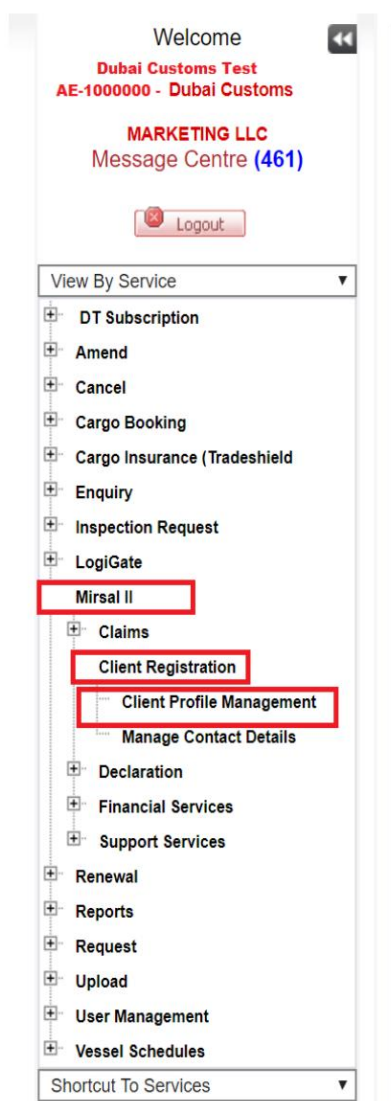 Welcome
Dubai Customs Test
AE-1000000 - Dubai Customs
MARKETING LLC
Message Centre (461)
Logout
View By Service
DT Subscription
Amend
Cancel
Cargo Booking
Cargo Insurance (Tradeshield
Enquiry
Inspection Request
LogiGate
Mirsal II
Claims
Client Registration
Client Profile Management
Manage Contact Details
Declaration
Financial Services
Support Services
Renewal
Reports
Request
Upload
User Management
Vessel Schedules
Shortcut To Services